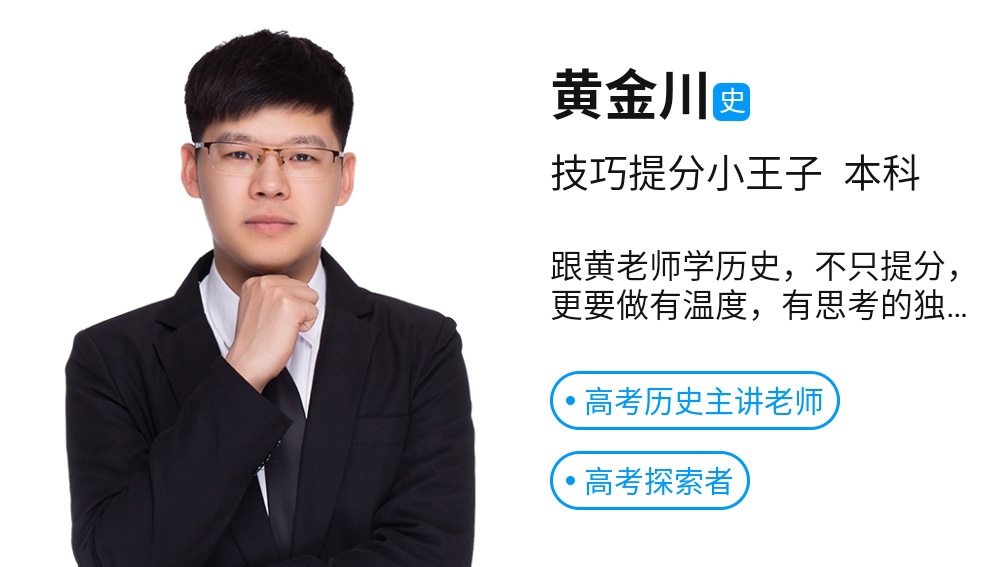 黄金川 史
技巧提分小王子 本科
跟黄老师学历史，不只提分，
更要做有温度，有思考的独...
• 高考历史主讲老师
• 高考探索者